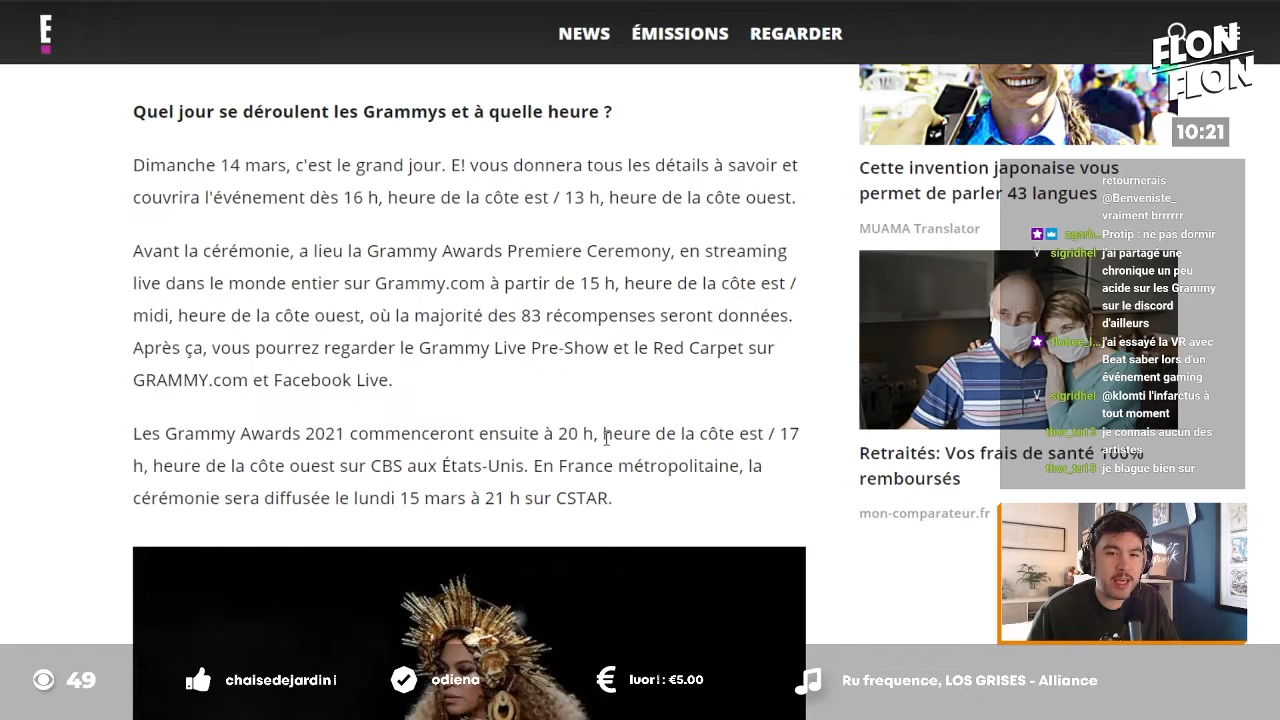 E!
NEWS ÉMISSIONS REGARDER
FLON
FLON
10:21
Quel jour se déroulent les Grammys et à quelle heure ?
Dimanche 14 mars, c'est le grand jour. E! vous donnera tous les détails à savoir et
couvrira l'événement dès 16 h, heure de la côte est / 13 h, heure de la côte ouest.
Avant la cérémonie, a lieu la Grammy Awards Premiere Ceremony, en streaming
live dans le monde entier sur Grammy.com à partir de 15 h, heure de la côte est /
midi, heure de la côte ouest, où la majorité des 83 récompenses seront données.
Après ça, vous pourrez regarder le Grammy Live Pre-Show et le Red Carpet sur
GRAMMY.com et Facebook Live.
Les Grammy Awards 2021 commenceront ensuite à 20 h, heure de la côte est / 17
h, heure de la côte ouest sur CBS aux États-Unis. En France métropolitaine, la
cérémonie sera diffusée le lundi 15 mars à 21 h sur CSTAR.
Cette invention japonaise vous
permet de parler 43 langues
MUAMA Translator
Retraités: Vos frais de santé 100%
remboursés
mon-comparateur.fr
retournerais
@Benveniste_
vraiment brrrrrr
Protip : ne pas dormir
sigridhel j'ai partagé une
chronique un peu
acide sur les Grammy
sur le discord
d'ailleurs
j'ai essayé la VR avec
Beat saber lors d'un
événement gaming
sigridhel @klomti l'infarctus à
tout moment
thor_tu13 je connais aucun des
artistes
thor_tu13 je blague bien sur
49 chaisedejardini odiena luori : €5.00 Ru frequence, LOS GRISES - Alliance